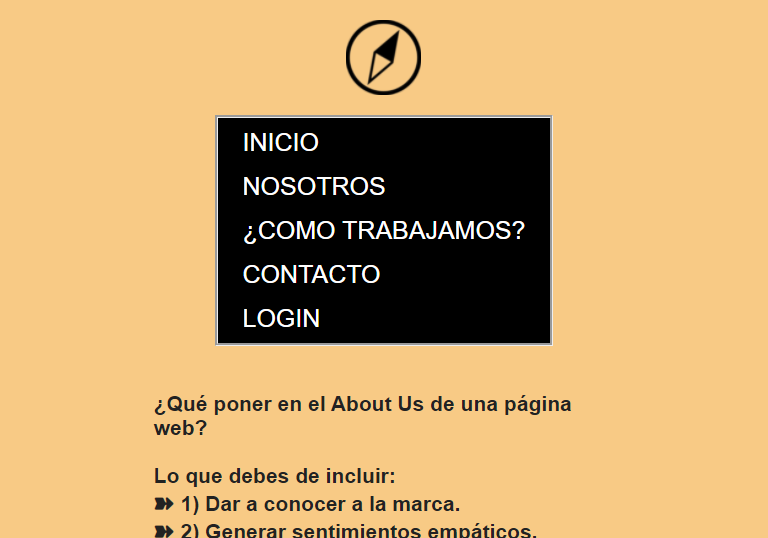 INICIO
NOSOTROS
¿COMO TRABAJAMOS?
CONTACTO
LOGIN
¿Qué poner en el About Us de una página
web?
Lo que debes de incluir:
➽ 1) Dar a conocer a la marca.
➽ 2) Generar sentimientos empáticos.